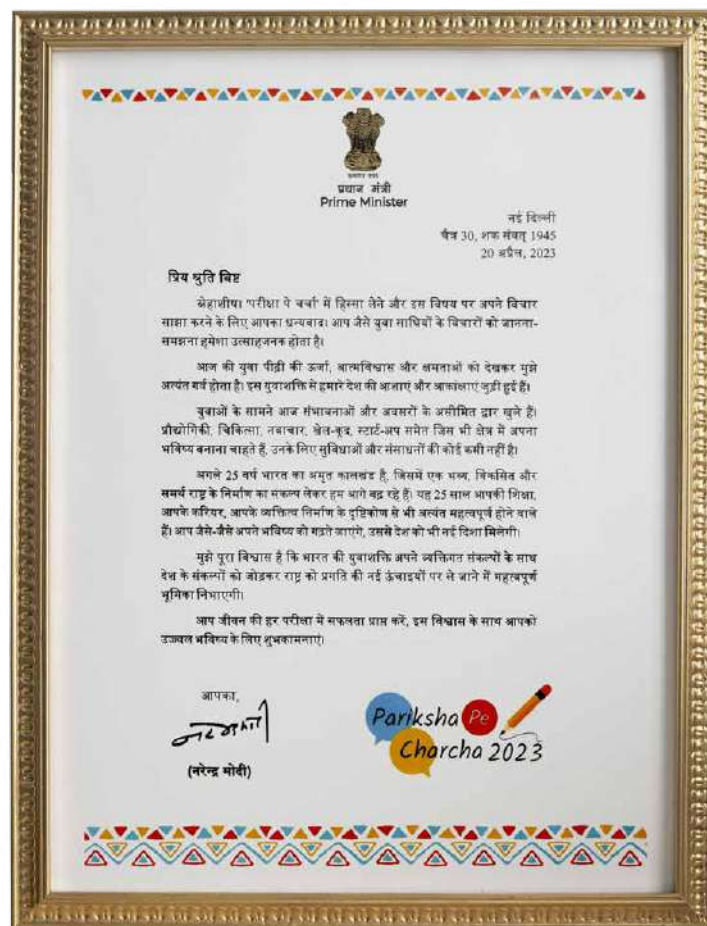 प्रधान मंत्री
Prime Minister
नई दिल्ली
चैत्र 30, शक संवत् 1945
20 अप्रैल, 2023
प्रिय श्रुति बिष्ट
स्नेहाशीष। 'परीक्षा पे चर्चा' में हिस्सा लेने और इस विषय पर अपने विचार
साझा करने के लिए आपका धन्यवाद। आप जैसे युवा साथियों के विचारों को जानना-
समझना हमेशा उत्साहजनक होता है।
आज की युवा पीढ़ी की ऊर्जा, आत्मविश्वास और क्षमताओं को देखकर मुझे
अत्यंत गर्व होता है। इस युवाशक्ति से हमारे देश की आशाएं और आकांक्षाएं जुड़ी हुई हैं।
युवाओं के सामने आज संभावनाओं और अवसरों के असीमित द्वार खुले हैं।
प्रौद्योगिकी, चिकित्सा, नवाचार, खेल-कूद, स्टार्ट-अप समेत जिस भी क्षेत्र में अपना
भविष्य बनाना चाहते हैं, उनके लिए सुविधाओं और संसाधनों की कोई कमी नहीं है।
अगले 25 वर्ष भारत का अमृत कालखंड है, जिसमें एक भव्य, विकसित और
समर्थ राष्ट्र के निर्माण का संकल्प लेकर हम आगे बढ़ रहे हैं। यह 25 साल आपकी शिक्षा,
आपके करियर, आपके व्यक्तित्व निर्माण के दृष्टिकोण से भी अत्यंत महत्वपूर्ण होने वाले
हैं। आप जैसे-जैसे अपने भविष्य को गढ़ते जाएंगे, उससे देश को भी नई दिशा मिलेगी।
मुझे पूरा विश्वास है कि भारत की युवाशक्ति अपने व्यक्तिगत संकल्पों के साथ
देश के संकल्पों को जोड़कर राष्ट्र को प्रगति की नई ऊंचाइयों पर ले जाने में महत्वपूर्ण
भूमिका निभाएगी।
आप जीवन की हर परीक्षा में सफलता प्राप्त करें, इस विश्वास के साथ आपको
उज्ज्वल भविष्य के लिए शुभकामनाएं।
आपका,
(नरेन्द्र मोदी)
Pariksha Pe
Charcha 2023